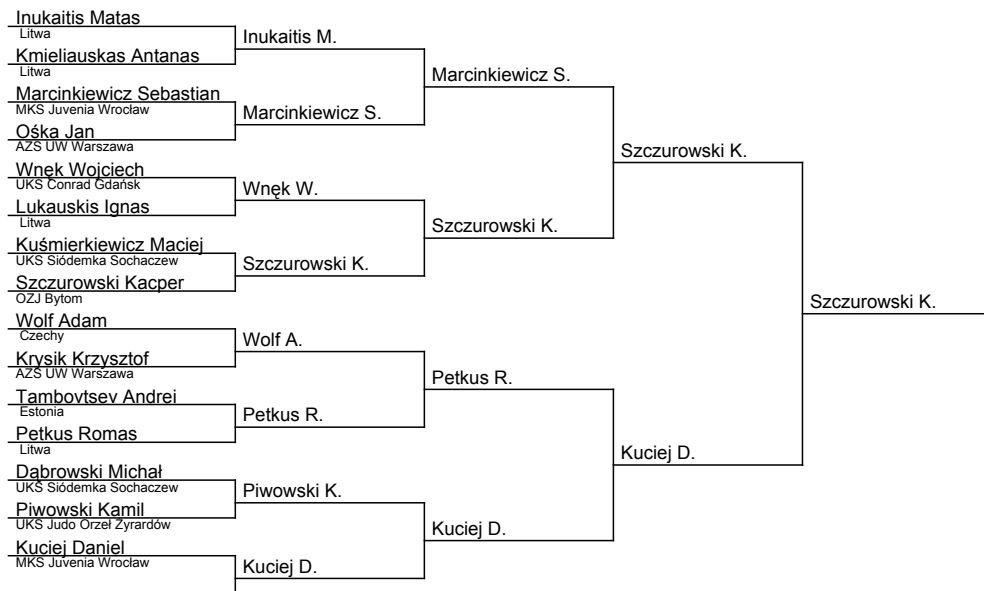 Inukaitis Matas
Litwa
Kmieliauskas Antanas
Litwa
Marcinkiewicz Sebastian
MKS Juvenia Wrocław
Ośka Jan
AZS UW Warszawa
Wnęk Wojciech
UKS Conrad Gdańsk
Lukauskis Ignas
Litwa
Kuśmierkiewicz Maciej
UKS Siódemka Sochaczew
Szczurowski Kacper
OZJ Bytom
Wolf Adam
Czechy
Krysik Krzysztof
AZS UW Warszawa
Tambovtsev Andrei
Estonia
Petkus Romas
Litwa
Dąbrowski Michał
UKS Siódemka Sochaczew
Piwowski Kamil
UKS Judo Orzeł Żyrardów
Kuciej Daniel
MKS Juvenia Wrocław
Inukaitis M.
Marcinkiewicz S.
Wnęk W.
Szczurowski K.
Wolf A.
Petkus R.
Piwowski K.
Kuciej D.
Marcinkiewicz S.
Szczurowski K.
Petkus R.
Kuciej D.
Szczurowski K.
Kuciej D.
Szczurowski K.